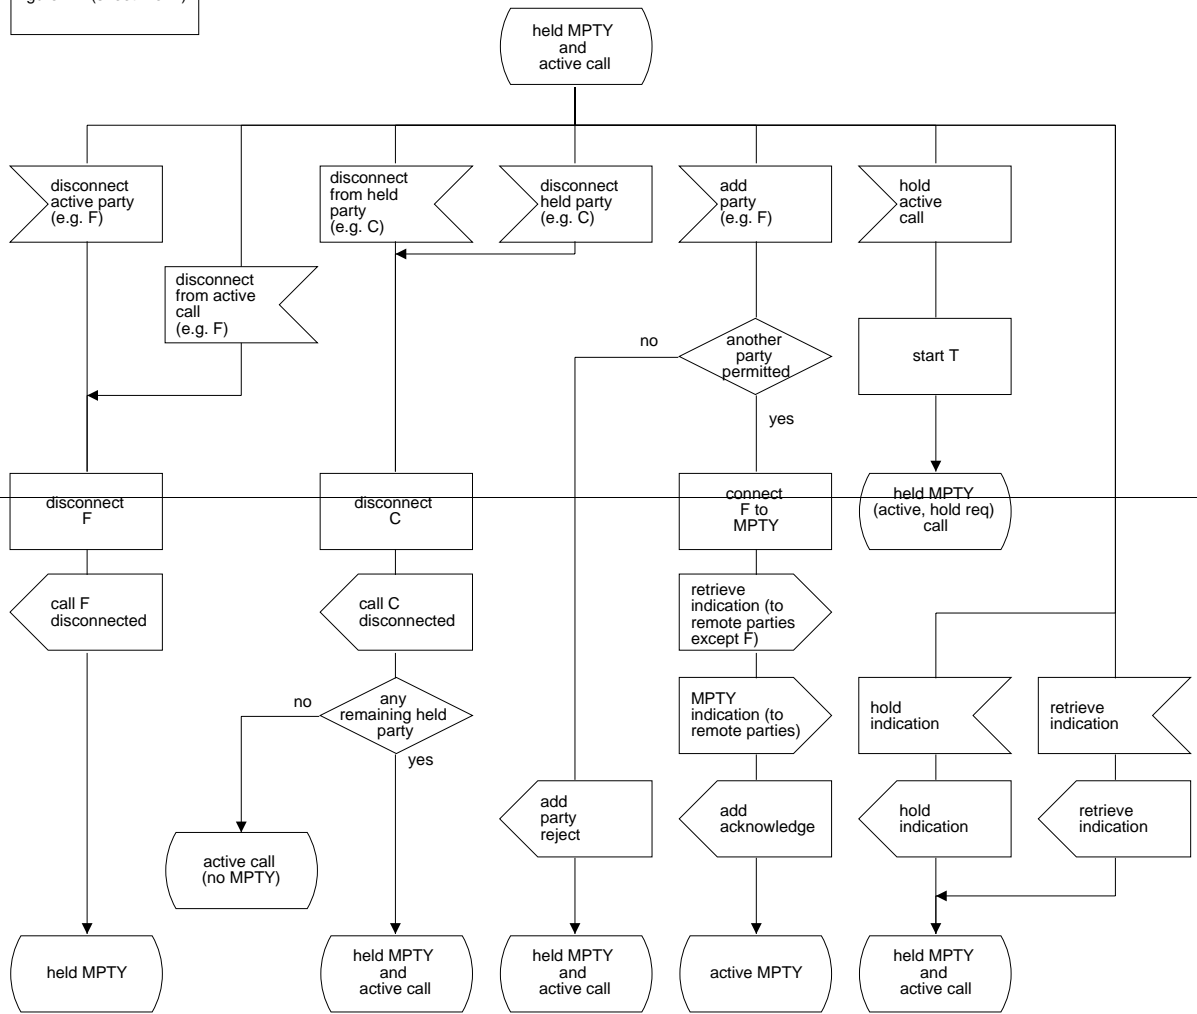 held MPTY
and
active call
disconnect
active party
(e.g. F)
disconnect
from held
party
(e.g. C)
disconnect
held party
(e.g. C)
add
party
(e.g. F)
hold
active
call
disconnect
from active
call
(e.g. F)
no
another
party
permitted
start T
yes
disconnect
F
disconnect
C
connect
F to
MPTY
held MPTY
(active, hold req)
call
call F
disconnected
call C
disconnected
retrieve
indication (to
remote parties
except F)
no
any
remaining held
party
yes
MPTY
indication (to
remote parties)
hold
indication
retrieve
indication
add
party
reject
add
acknowledge
hold
indication
retrieve
indication
active call
(no MPTY)
held MPTY
held MPTY
and
active call
held MPTY
and
active call
active MPTY
held MPTY
and
active call